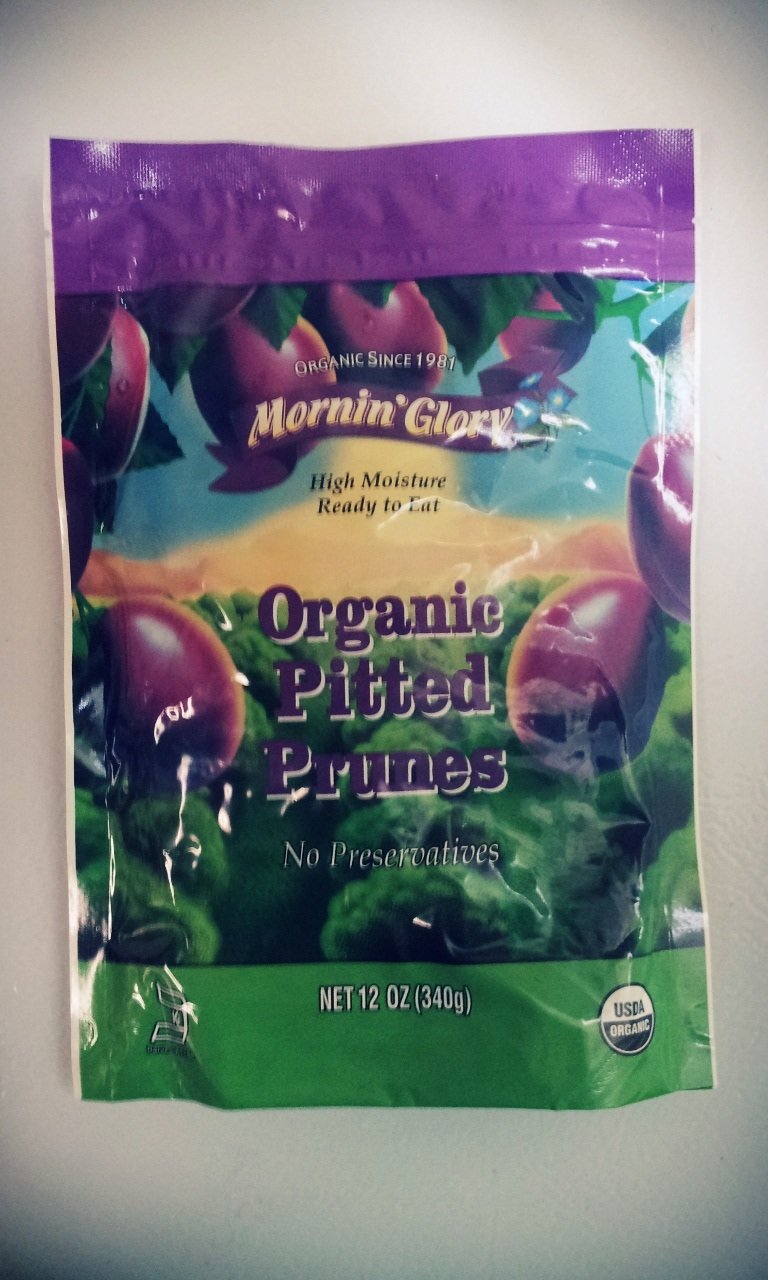 ORGANIC SINCE 1981
Mornin' Glory
High Moisture
Ready to Eat
Organic
Pitted
Prunes
No Preservatives
NET 12 OZ (340g)
K
USDA
ORGANIC